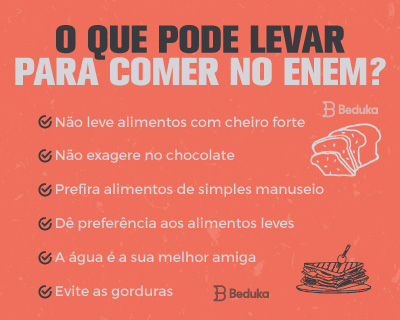 O QUE PODE LEVAR
PARA COMER NO ENEM?
Beduka
Não leve alimentos com cheiro forte
Não exagere no chocolate
Prefira alimentos de simples manuseio
Dê preferência aos alimentos leves
A água é a sua melhor amiga
Evite as gorduras
Beduka